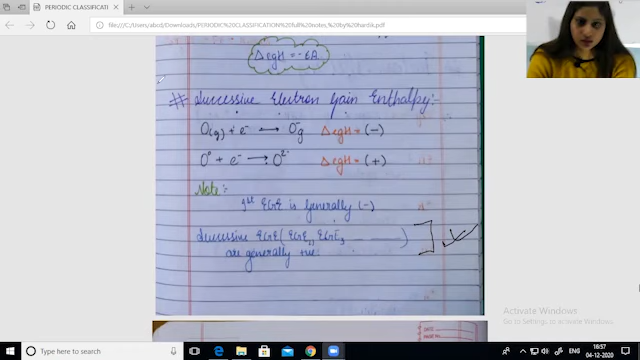 PERIODIC CLASSIFICATI
file:///C:/Users/abcd/Downloads/PERIODIC%20CLASSIFICATION%20full%20notes,%20by%20hardik.pdf
ΔegH = -EA
# Successive Electron Gain Enthalpy:-
O(g) + e⁻ → O⁻g ΔegH = (-)
O⁻ + e⁻ → O²⁻ ΔegH = (+)
Note:-
1st EGE is generally (-)
Successive EGE( EGE2, EGE3 --- )
are generally +ve.
Activate Windows
Go to Settings to activate Windows.
Type here to search
16:57
04-12-2020